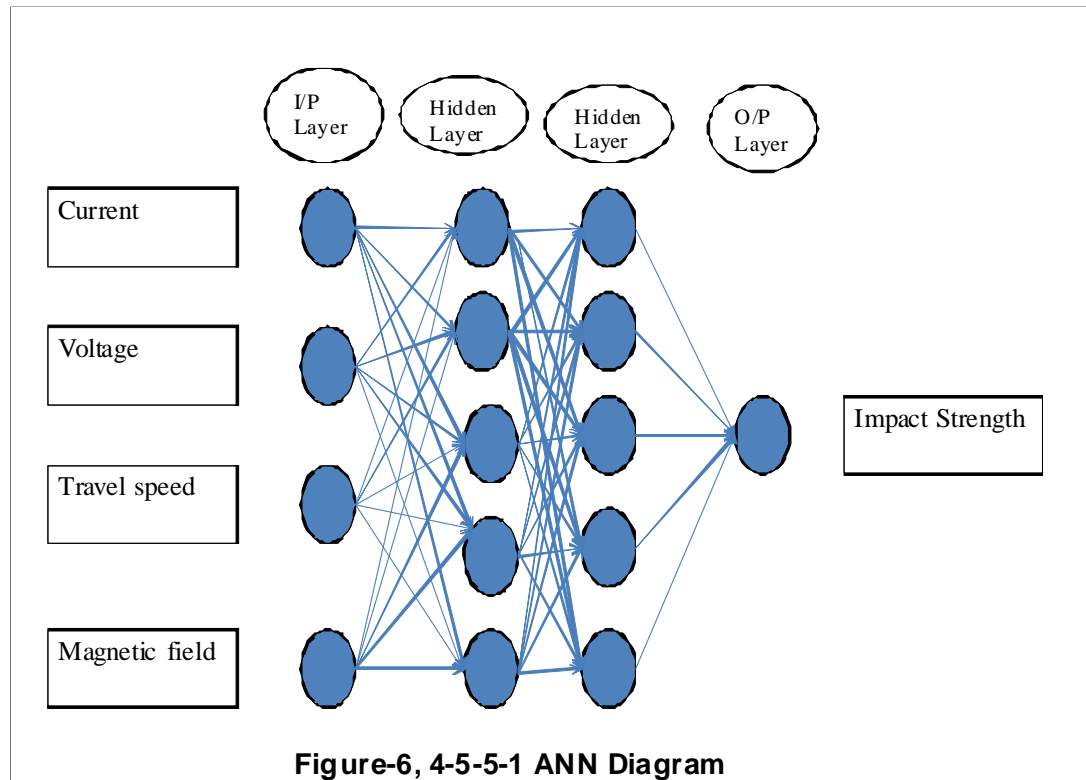 I/P
Layer
Hidden
Layer
Hidden
Layer
O/P
Layer
Current
Voltage
Travel speed
Magnetic field
Impact Strength
Figure-6, 4-5-5-1 ANN Diagram